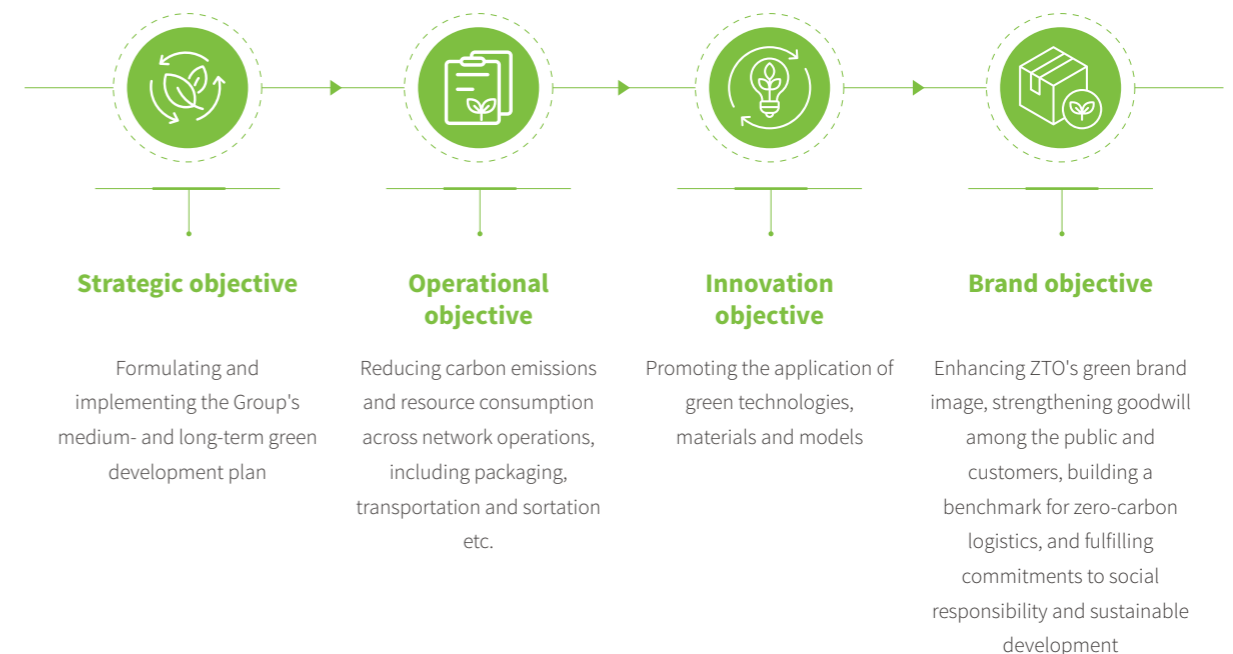 Strategic objective
Formulating and
implementing the Group's
medium- and long-term green
development plan
Operational
objective
Reducing carbon emissions
and resource consumption
across network operations,
including packaging,
transportation and sortation
etc.
Innovation
objective
Promoting the application of
green technologies,
materials and models
Brand objective
Enhancing ZTO's green brand
image, strengthening goodwill
among the public and
customers, building a
benchmark for zero-carbon
logistics, and fulfilling
commitments to social
responsibility and sustainable
development